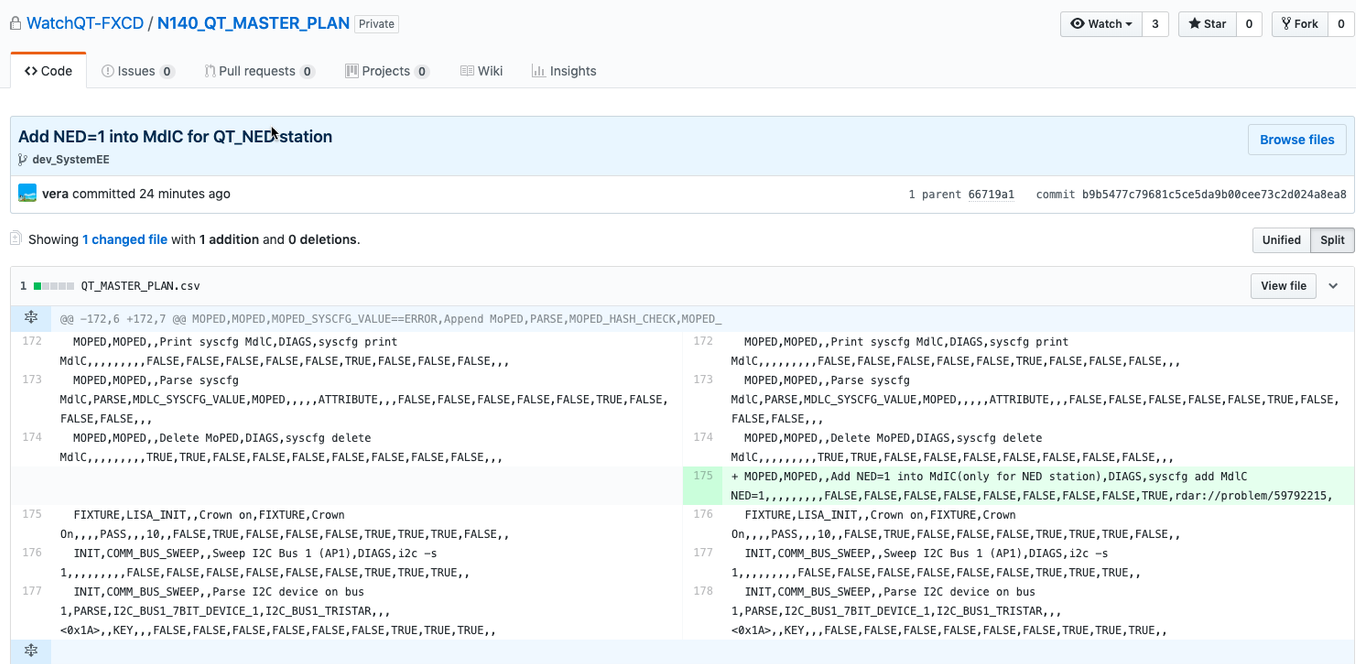 WatchQT-FXCD / N140_QT_MASTER_PLAN Private
Watch 3 Star 0 Fork 0
Code Issues 0 Pull requests 0 Projects 0 Wiki Insights
Add NED=1 into MdIC for QT_NED station
Browse files
dev_SystemEE
vera committed 24 minutes ago
1 parent 66719a1 commit b9b5477c79681c5ce5da9b00cee73c2d024a8ea8
Showing 1 changed file with 1 addition and 0 deletions.
Unified Split
1 QT_MASTER_PLAN.csv View file
@@ -172,6 +172,7 @@ MOPED,MOPED,MOPED_SYSCFG_VALUE==ERROR,Append MoPED,PARSE,MOPED_HASH_CHECK,MOPED_
172 MOPED,MOPED,,Print syscfg MdlC,DIAGS,syscfg print
MdlC,,,,,,,,,FALSE,FALSE,FALSE,FALSE,FALSE,TRUE,FALSE,FALSE,FALSE,,,
173 MOPED,MOPED,,Parse syscfg
MdlC,PARSE,MDLC_SYSCFG_VALUE,MOPED,,,,,ATTRIBUTE,,,FALSE,FALSE,FALSE,FALSE,FALSE,TRUE,FALSE,
FALSE,FALSE,,,
174 MOPED,MOPED,,Delete MoPED,DIAGS,syscfg delete
MdlC,,,,,,,,,TRUE,TRUE,FALSE,FALSE,FALSE,FALSE,FALSE,FALSE,FALSE,,,
175 FIXTURE,LISA_INIT,,Crown on,FIXTURE,Crown
On,,,,PASS,,,10,,FALSE,TRUE,FALSE,FALSE,FALSE,FALSE,TRUE,TRUE,FALSE,,
176 INIT,COMM_BUS_SWEEP,,Sweep I2C Bus 1 (AP1),DIAGS,i2c -s
1,,,,,,,,,FALSE,FALSE,FALSE,FALSE,FALSE,FALSE,TRUE,TRUE,TRUE,,
177 INIT,COMM_BUS_SWEEP,,Parse I2C device on bus
1,PARSE,I2C_BUS1_7BIT_DEVICE_1,I2C_BUS1_TRISTAR,,,
<0x1A>,,KEY,,,FALSE,FALSE,FALSE,FALSE,FALSE,FALSE,TRUE,TRUE,TRUE,,
172 MOPED,MOPED,,Print syscfg MdlC,DIAGS,syscfg print
MdlC,,,,,,,,,FALSE,FALSE,FALSE,FALSE,FALSE,TRUE,FALSE,FALSE,FALSE,,,
173 MOPED,MOPED,,Parse syscfg
MdlC,PARSE,MDLC_SYSCFG_VALUE,MOPED,,,,,ATTRIBUTE,,,FALSE,FALSE,FALSE,FALSE,FALSE,TRUE,FALSE,
FALSE,FALSE,,,
174 MOPED,MOPED,,Delete MoPED,DIAGS,syscfg delete
MdlC,,,,,,,,,TRUE,TRUE,FALSE,FALSE,FALSE,FALSE,FALSE,FALSE,FALSE,,,
175 + MOPED,MOPED,,Add NED=1 into MdIC(only for NED station),DIAGS,syscfg add MdlC
NED=1,,,,,,,,,FALSE,FALSE,FALSE,FALSE,FALSE,FALSE,FALSE,FALSE,TRUE,rdar://problem/59792215,
176 FIXTURE,LISA_INIT,,Crown on,FIXTURE,Crown
On,,,,PASS,,,10,,FALSE,TRUE,FALSE,FALSE,FALSE,FALSE,TRUE,TRUE,FALSE,,
177 INIT,COMM_BUS_SWEEP,,Sweep I2C Bus 1 (AP1),DIAGS,i2c -s
1,,,,,,,,,FALSE,FALSE,FALSE,FALSE,FALSE,FALSE,TRUE,TRUE,TRUE,,
178 INIT,COMM_BUS_SWEEP,,Parse I2C device on bus
1,PARSE,I2C_BUS1_7BIT_DEVICE_1,I2C_BUS1_TRISTAR,,,
<0x1A>,,KEY,,,FALSE,FALSE,FALSE,FALSE,FALSE,FALSE,TRUE,TRUE,TRUE,,